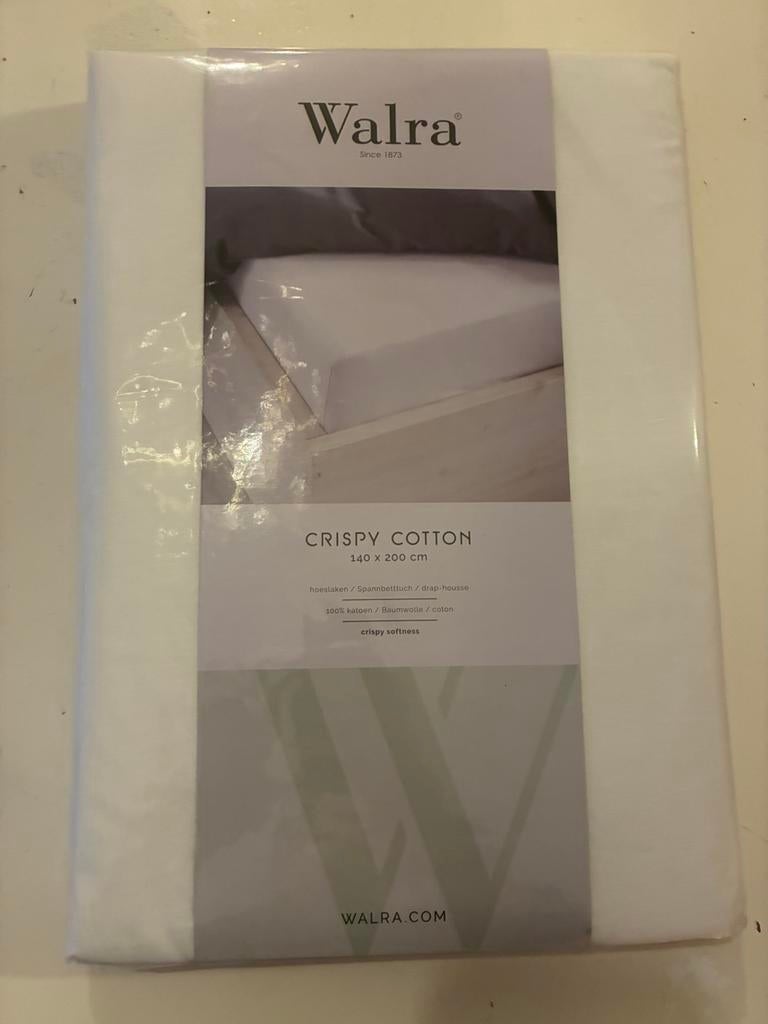 Walra®
Since 1873
CRISPY COTTON
140 x 200 cm
hoeslaken / Spannbetttuch / drap-housse
100% katoen / Baumwolle / coton
crispy softness
W
WALRA.COM